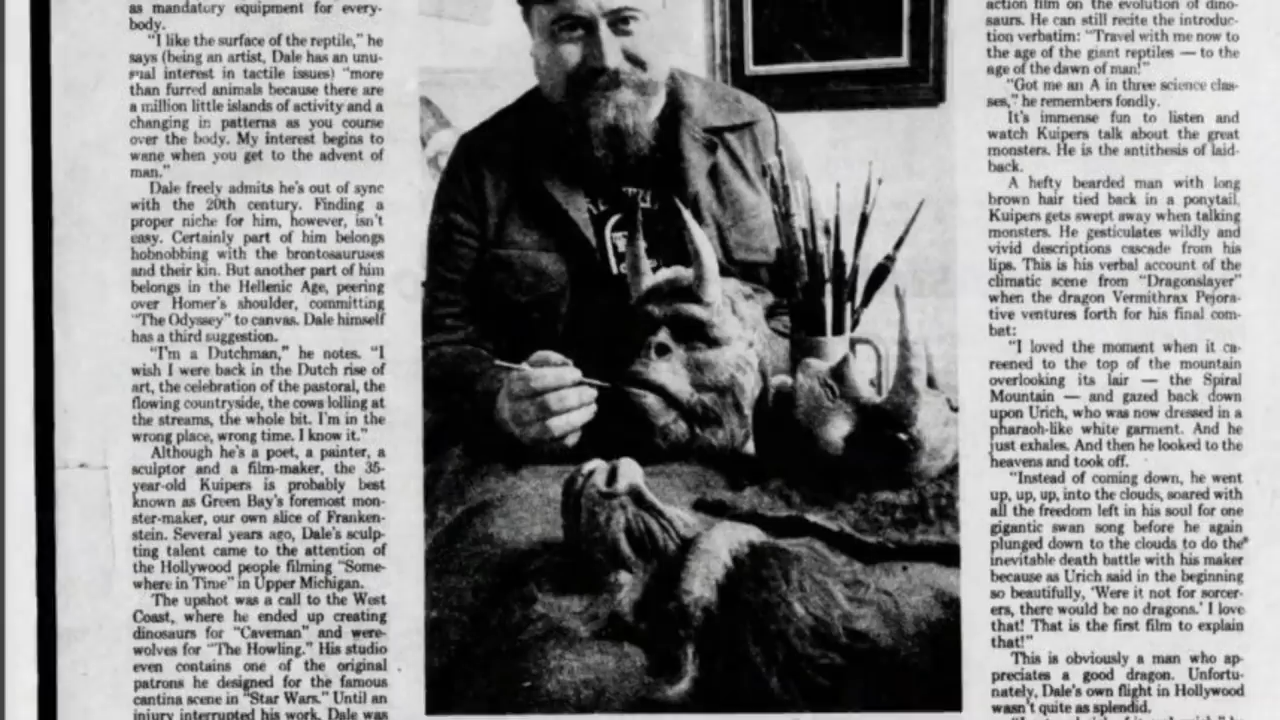 as mandatory equipment for every-
body.
"I like the surface of the reptile," he
says (being an artist, Dale has an unu-
sual interest in tactile issues) "more
than furred animals because there are
a million little islands of activity and a
changing in patterns as you course
over the body. My interest begins to
wane when you get to the advent of
man."
Dale freely admits he's out of sync
with the 20th century. Finding a
proper niche for him, however, isn't
easy. Certainly part of him belongs
hobnobbing with the brontosauruses
and their kin. But another part of him
belongs in the Hellenic Age, peering
over Homer's shoulder, committing
"The Odyssey" to canvas. Dale himself
has a third suggestion.
"I'm a Dutchman," he notes. "I
wish I were back in the Dutch rise of
art, the celebration of the pastoral, the
flowing countryside, the cows lolling at
the streams, the whole bit. I'm in the
wrong place, wrong time. I know it."
Although he's a poet, a painter, a
sculptor and a film-maker, the 35-
year-old Kuipers is probably best
known as Green Bay's foremost mon-
ster-maker, our own slice of Franken-
stein. Several years ago, Dale's sculp-
ting talent came to the attention of
the Hollywood people filming "Some-
where in Time" in Upper Michigan.
The upshot was a call to the West
Coast, where he ended up creating
dinosaurs for "Caveman" and were-
wolves for "The Howling." His studio
even contains one of the original
patrons he designed for the famous
cantina scene in "Star Wars." Until an
injury interrupted his work, Dale was
action film on the evolution of dino-
saurs. He can still recite the introduc-
tion verbatim: "Travel with me now to
the age of the giant reptiles — to the
age of the dawn of man!"
"Got me an A in three science clas-
ses," he remembers fondly.
It's immense fun to listen and
watch Kuipers talk about the great
monsters. He is the antithesis of laid-
back.
A hefty bearded man with long
brown hair tied back in a ponytail,
Kuipers gets swept away when talking
monsters. He gesticulates wildly and
vivid descriptions cascade from his
lips. This is his verbal account of the
climatic scene from "Dragonslayer"
when the dragon Vermithrax Pejora-
tive ventures forth for his final com-
bat:
"I loved the moment when it ca-
reened to the top of the mountain
overlooking its lair — the Spiral
Mountain — and gazed back down
upon Urich, who was now dressed in a
pharaoh-like white garment. And he
just exhales. And then he looked to the
heavens and took off.
"Instead of coming down, he went
up, up, up, into the clouds, soared with
all the freedom left in his soul for one
gigantic swan song before he again
plunged down to the clouds to do the
inevitable death battle with his maker
because as Urich said in the beginning
so beautifully, 'Were it not for sorcer-
ers, there would be no dragons.' I love
that! That is the first film to explain
that!"
This is obviously a man who ap-
preciates a good dragon. Unfortu-
nately, Dale's own flight in Hollywood
wasn't quite as splendid.